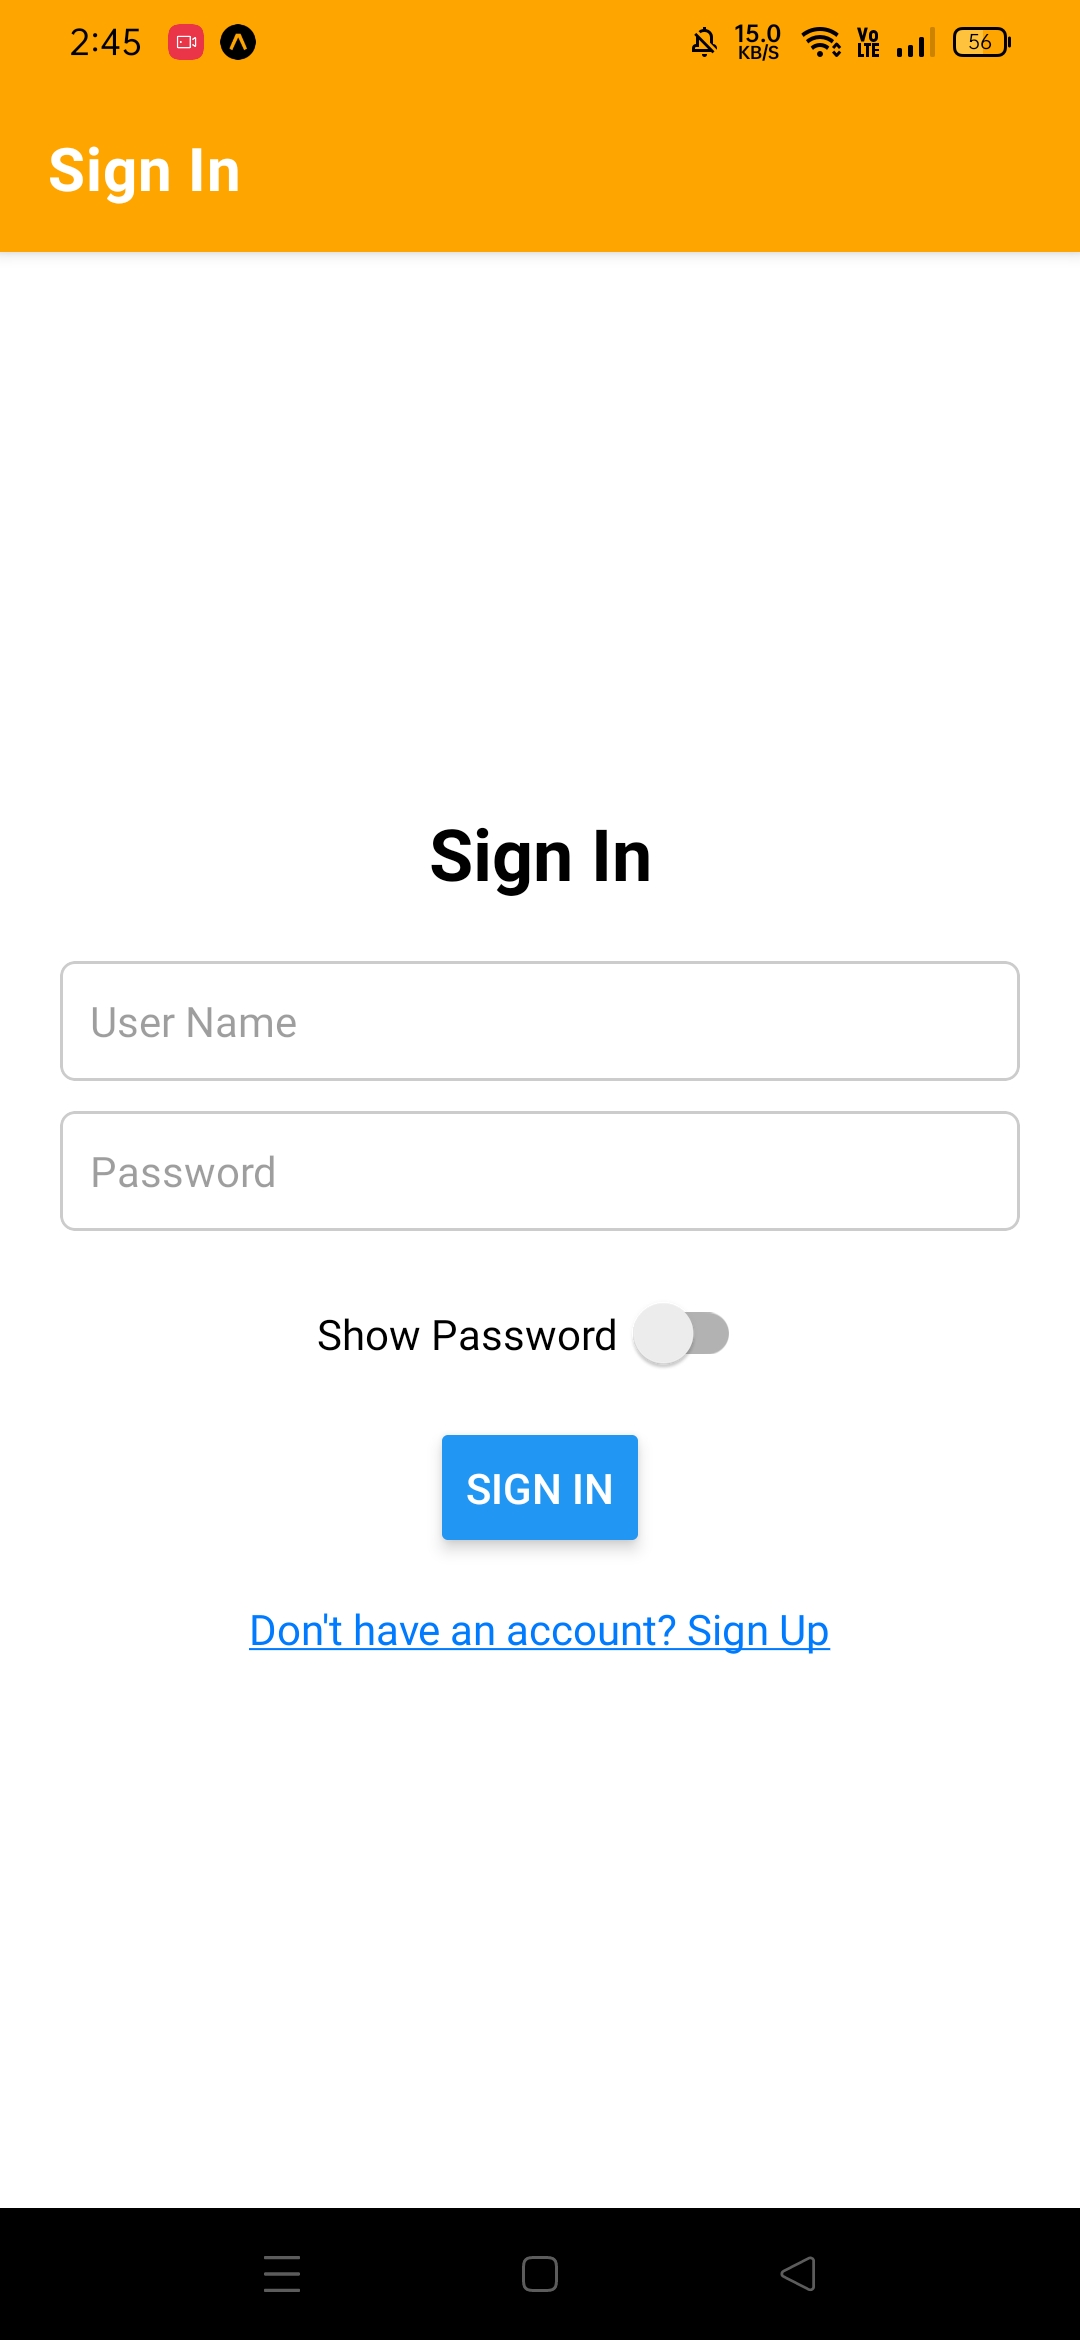 2:45 15.0 KB/S Vo LTE 56
Sign In
Sign In
User Name
Password
Show Password
SIGN IN
Don't have an account? Sign Up